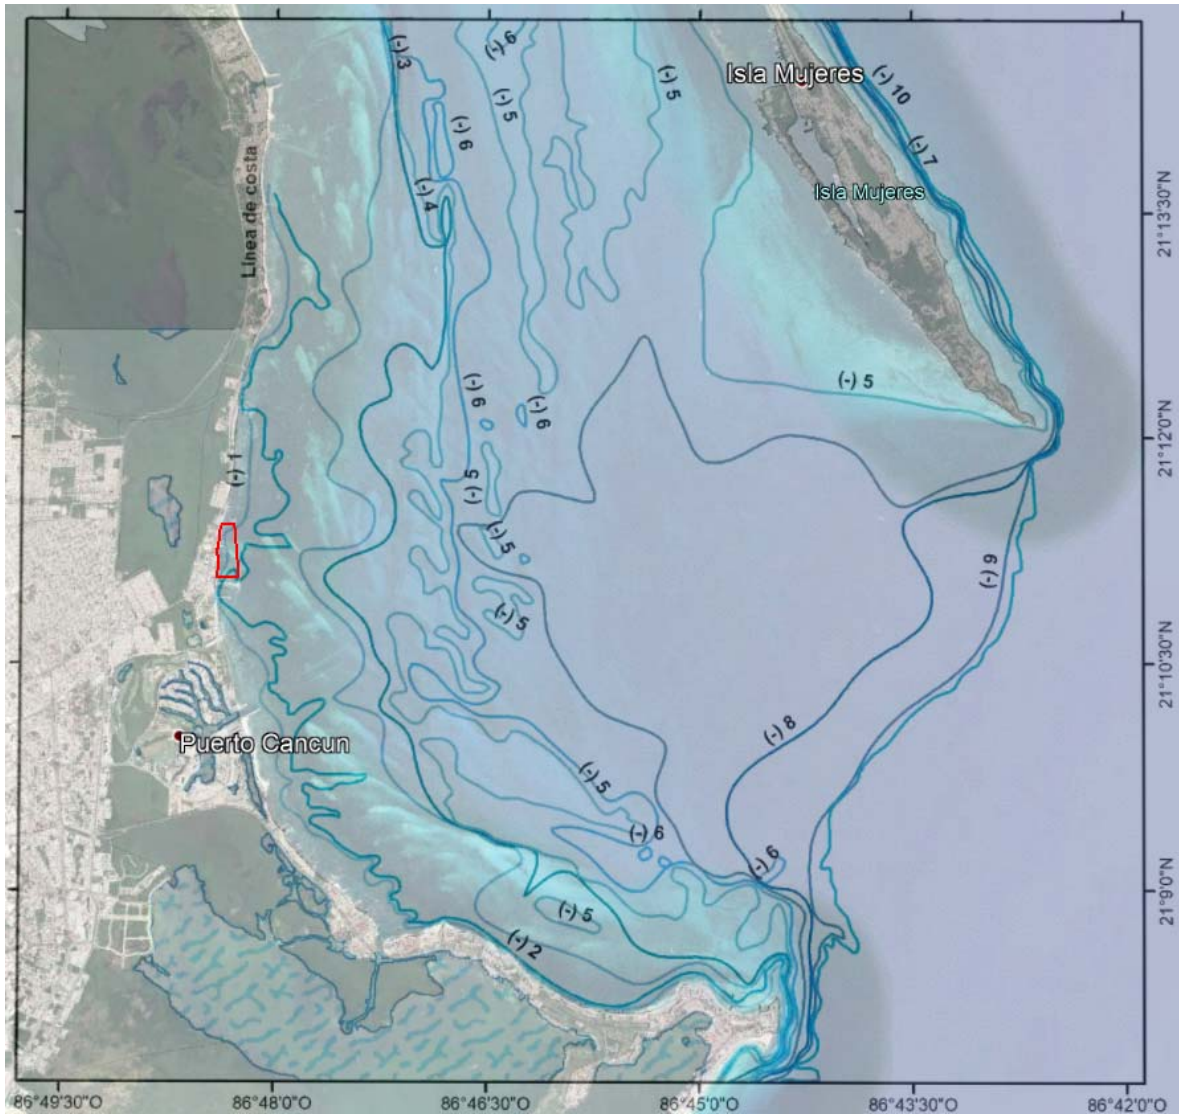 Isla Mujeres
(-) 3
(-) 6
(-) 10
(-) 5
(-) 5
(-) 7
(-) 6
Isla Mujeres
(-) 4
Línea de costa
21°13'30"N
(-) 5
(-) 6
(-) 6
21°12'0"N
(-) 1
(-) 5
(-) 5
(-) 9
(-) 5
21°10'30"N
Puerto Cancun
(-) 8
(-) 5
(-) 6
(-) 6
21°9'0"N
(-) 5
(-) 2
86°49'30"O
86°48'0"O
86°46'30"O
86°45'0"O
86°43'30"O
86°42'0"O